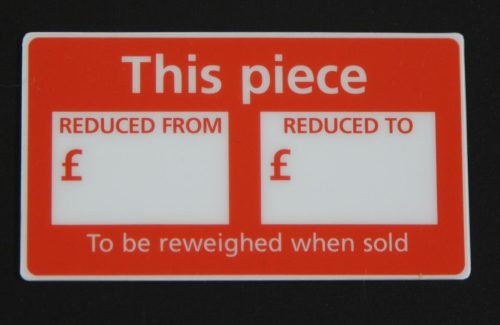 This piece
REDUCED FROM
REDUCED TO
£
£
To be reweighed when sold